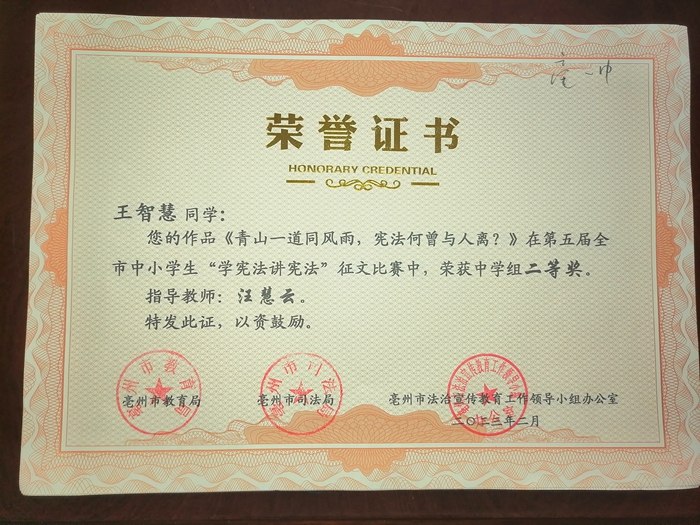 荣誉证书
HONORARY CREDENTIAL
王智慧 同学：
您的作品《青山一道同风雨，宪法何曾与人离？》在第五届全
市中小学生“学宪法讲宪法”征文比赛中，荣获中学组二等奖。
指导教师：汪慧云。
特发此证，以资鼓励。
亳州市教育局
亳州市司法局
亳州市法治宣传教育工作领导小组办公室
二〇二三年二月